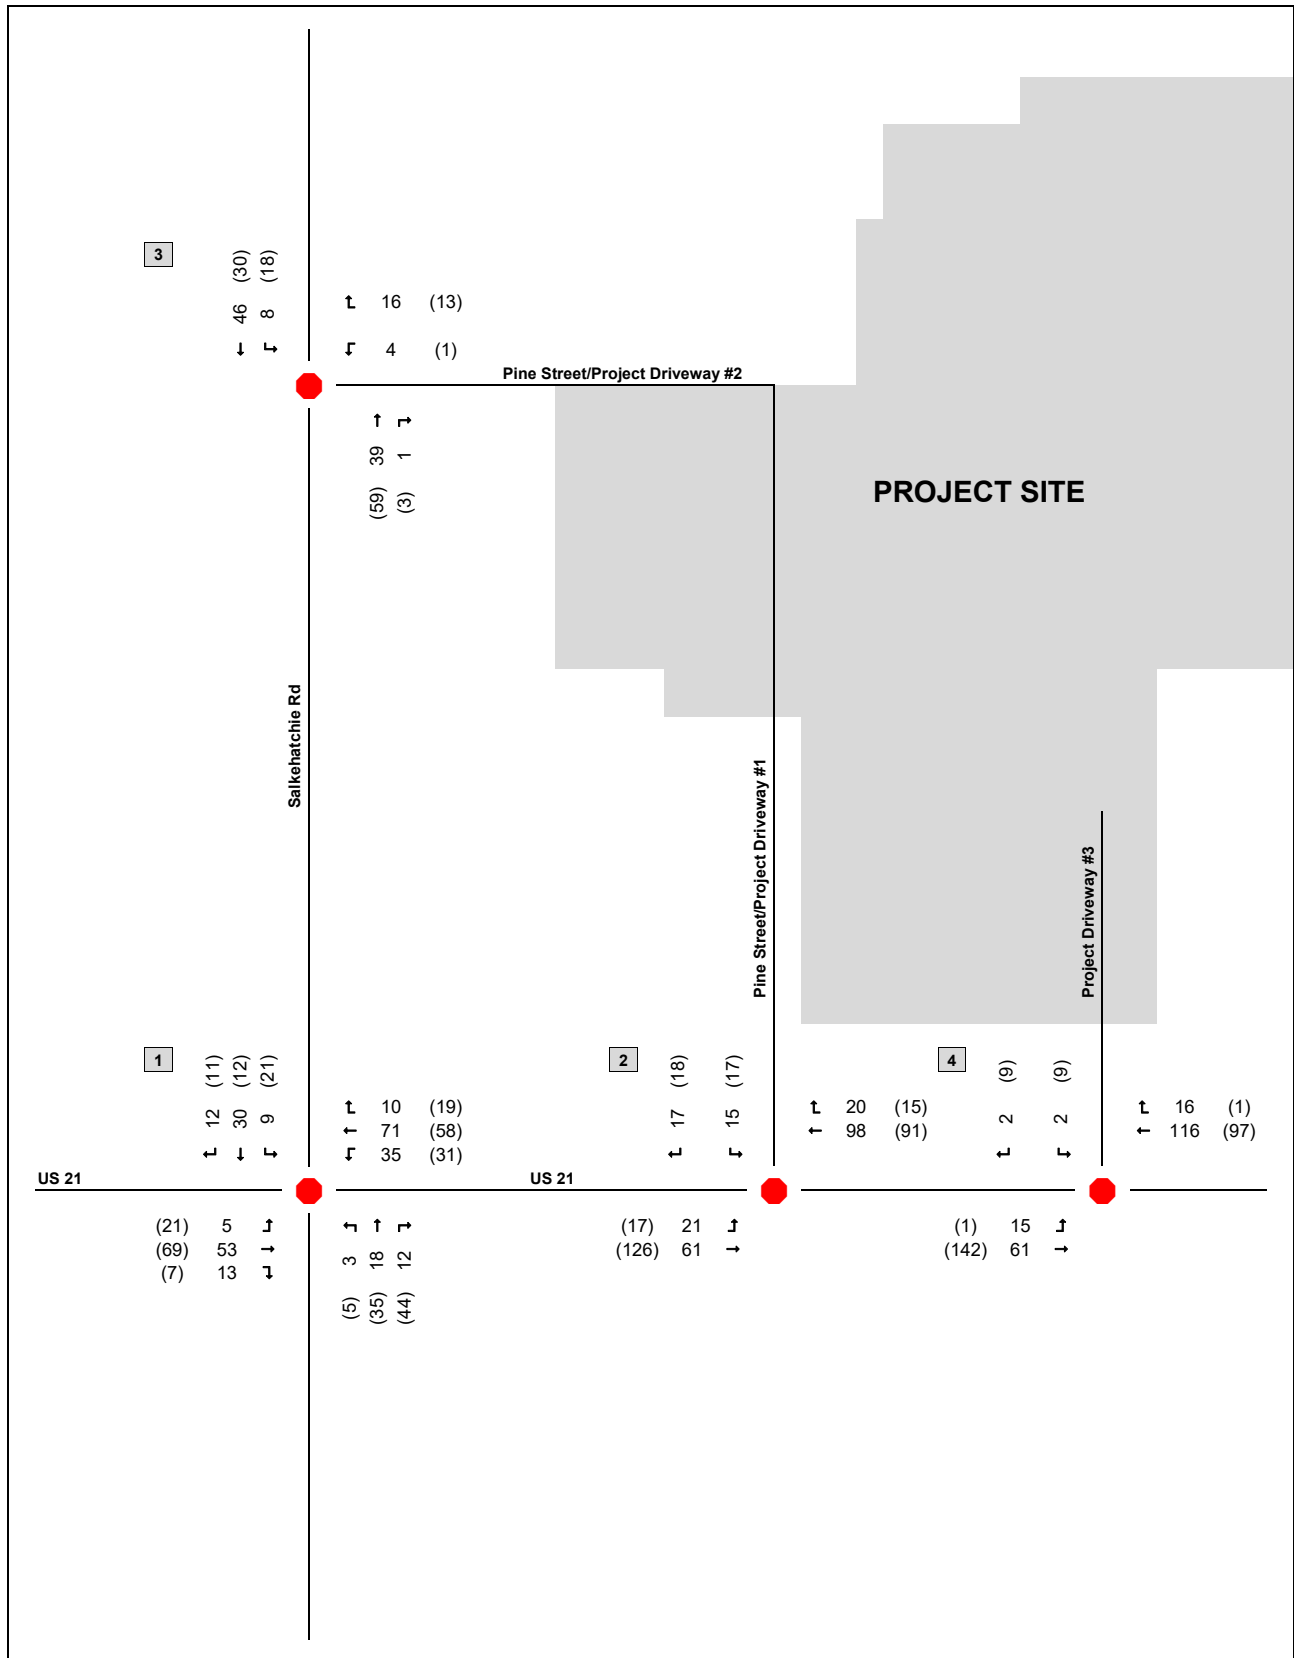 3
(30) (18)
46 8
16 (13)
4 (1)
Pine Street/Project Driveway #2
39 1
(59) (3)
PROJECT SITE
Salkehatchie Rd
Pine Street/Project Driveway #1
Project Driveway #3
1
(11) (12) (21)
12 30 9
10 (19)
71 (58)
35 (31)
2
(18) (17)
17 15
20 (15)
98 (91)
4
(9) (9)
2 2
16 (1)
116 (97)
US 21
US 21
(21) 5
(69) 53
(7) 13
3 18 12
(5) (35) (44)
(17) 21
(126) 61
(1) 15
(142) 61